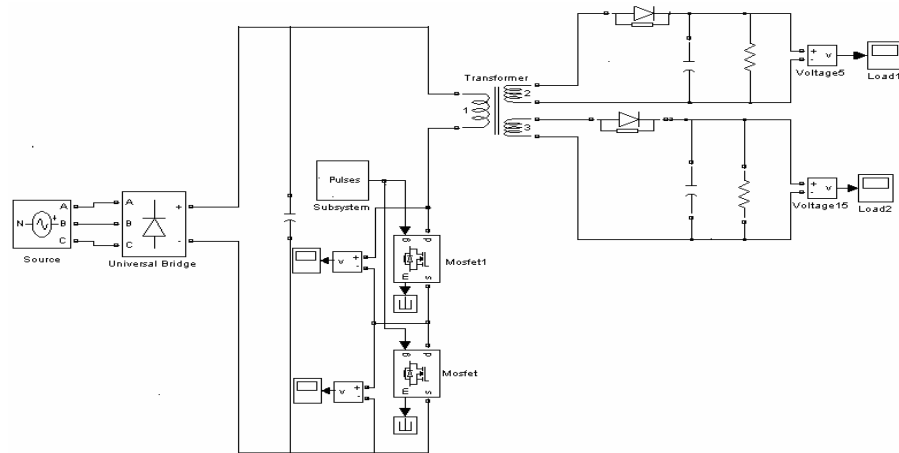 Transformer
1
2
3
+
-
v
Voltage5
Load1
+
-
v
Voltage15
Load2
Pulses
Subsystem
N
A
B
C
Source
A
B
C
+
-
Universal Bridge
v
+
-
g
D
m
S
Mosfet1
v
+
-
g
D
m
S
Mosfet